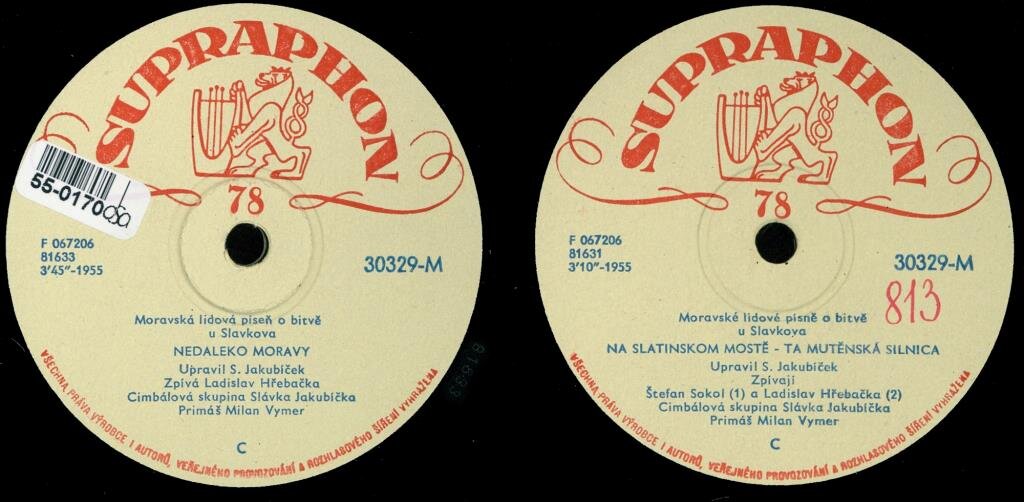 SUPRAPHON
78
55-0170
F 067206
81633
3'45"-1955
30329-M
Moravská lidová píseň o bitvě
u Slavkova
NEDALEKO MORAVY
Upravil S. Jakubíček
Zpívá Ladislav Hřebačka
Cimbálová skupina Slávka Jakubíčka
Primáš Milan Vymer
C
VŠECHNA PRÁVA VÝROBCE I AUTORŮ, VEŘEJNÉHO PROVOZOVÁNÍ A ROZHLASOVÉHO ŠÍŘENÍ VYHRAŽENA
81633
SUPRAPHON
78
F 067206
81631
3'10"-1955
30329-M
813
Moravské lidové písně o bitvě
u Slavkova
NA SLATINSKOM MOSTĚ - TA MUTĚNSKÁ SILNICA
Upravil S. Jakubíček
Zpívají
Štefan Sokol (1) a Ladislav Hřebačka (2)
Cimbálová skupina Slávka Jakubíčka
Primáš Milan Vymer
C
VŠECHNA PRÁVA VÝROBCE I AUTORŮ, VEŘEJNÉHO PROVOZOVÁNÍ A ROZHLASOVÉHO ŠÍŘENÍ VYHRAŽENA